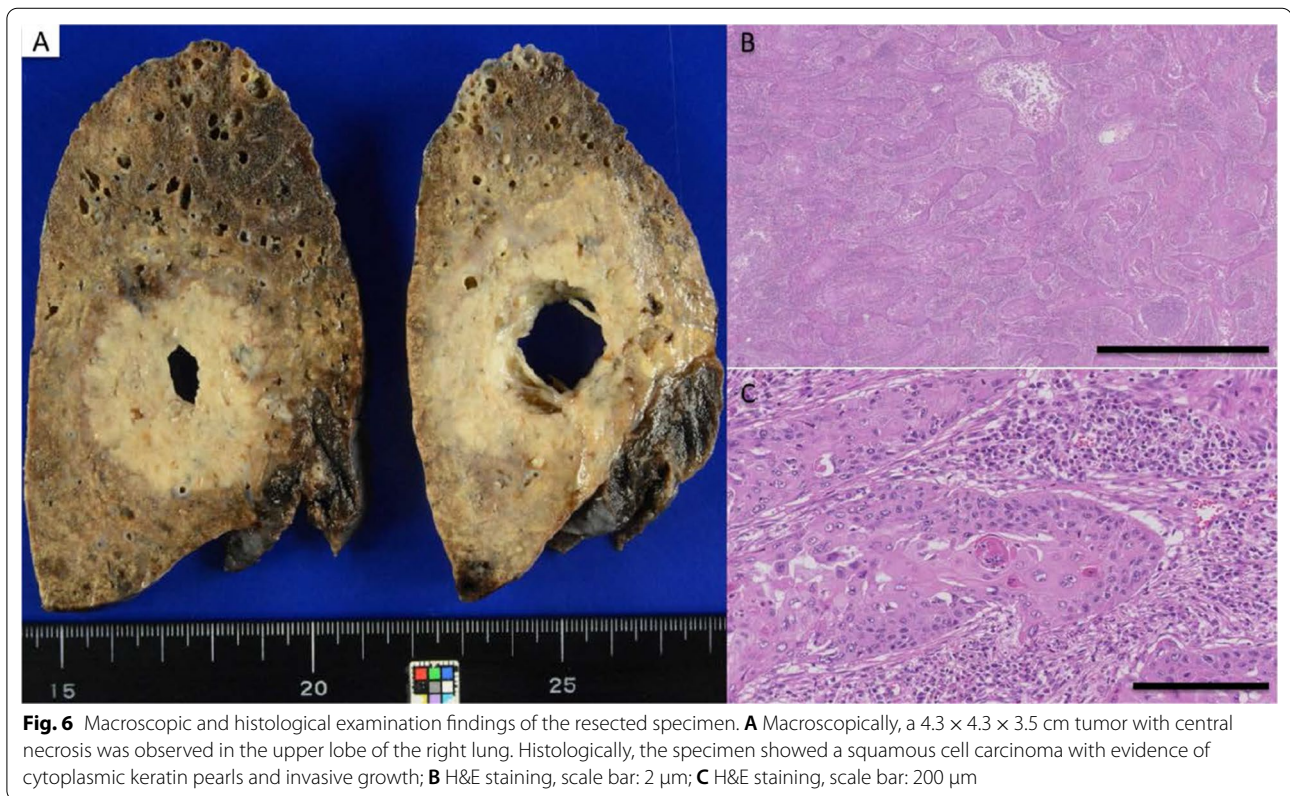 A
B
C
15 20 25
Fig. 6 Macroscopic and histological examination findings of the resected specimen. A Macroscopically, a 4.3 × 4.3 × 3.5 cm tumor with central
necrosis was observed in the upper lobe of the right lung. Histologically, the specimen showed a squamous cell carcinoma with evidence of
cytoplasmic keratin pearls and invasive growth; B H&E staining, scale bar: 2 μm; C H&E staining, scale bar: 200 μm